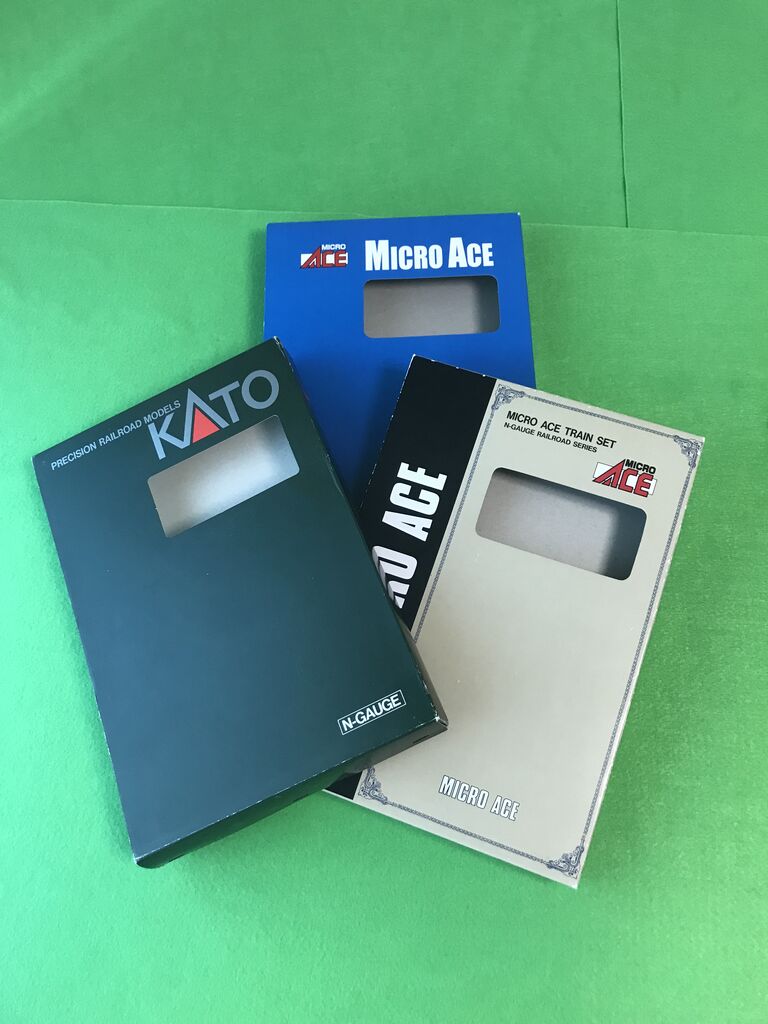 MICRO
ACE
MICRO ACE
PRECISION RAILROAD MODELS
KATO
N-GAUGE
MICRO ACE TRAIN SET
N-GAUGE RAILROAD SERIES
MICRO
ACE
RO ACE
MICRO ACE